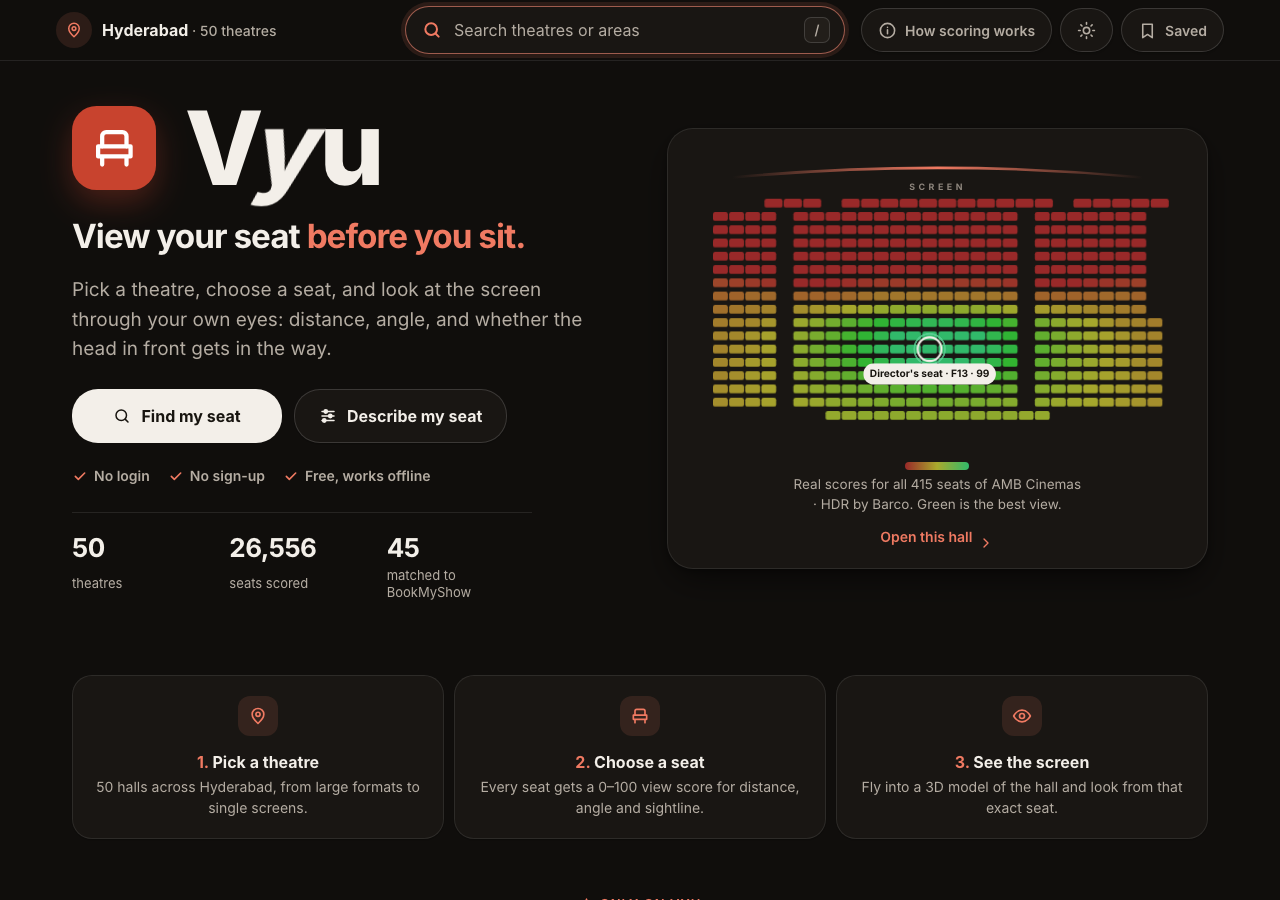 Hyderabad · 50 theatres
Search theatres or areas
/
How scoring works
Saved
Vyu
View your seat before you sit.
Pick a theatre, choose a seat, and look at the screen
through your own eyes: distance, angle, and whether the
head in front gets in the way.
Find my seat
Describe my seat
No login
No sign-up
Free, works offline
50
theatres
26,556
seats scored
45
matched to
BookMyShow
SCREEN
Director's seat · F13 · 99
Real scores for all 415 seats of AMB Cinemas
· HDR by Barco. Green is the best view.
Open this hall
1. Pick a theatre
50 halls across Hyderabad, from large formats to
single screens.
2. Choose a seat
Every seat gets a 0–100 view score for distance,
angle and sightline.
3. See the screen
Fly into a 3D model of the hall and look from that
exact seat.